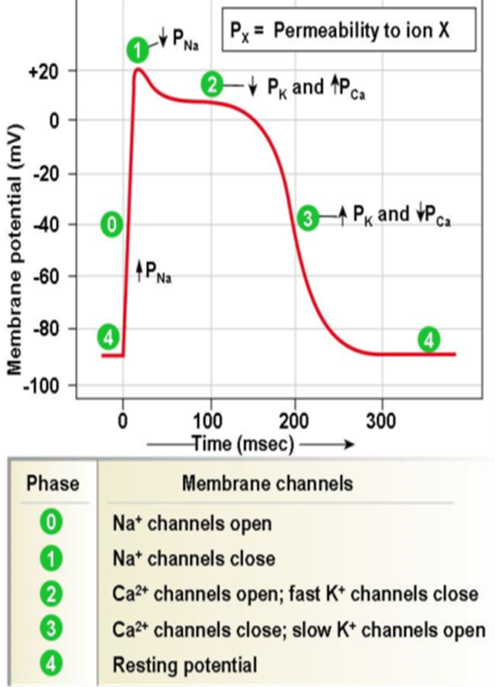 PX = Permeability to ion X
1 ↓ PNa
2 ↓ PK and ↑PCa
+20
0
-20
-40
-60
-80
-100
Membrane potential (mV)
0
↑PNa
3 ↑ PK and ↓PCa
4
4
0 100 200 300
Time (msec)
Phase Membrane channels
0 Na⁺ channels open
1 Na⁺ channels close
2 Ca²⁺ channels open; fast K⁺ channels close
3 Ca²⁺ channels close; slow K⁺ channels open
4 Resting potential